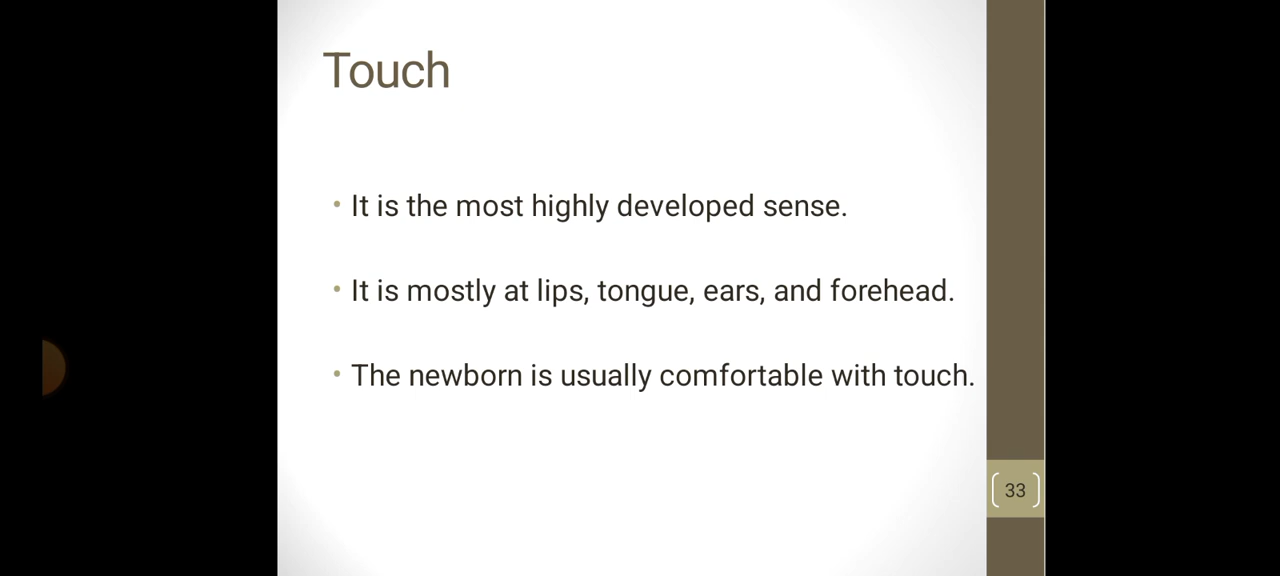 Touch
• It is the most highly developed sense.
• It is mostly at lips, tongue, ears, and forehead.
• The newborn is usually comfortable with touch.
33